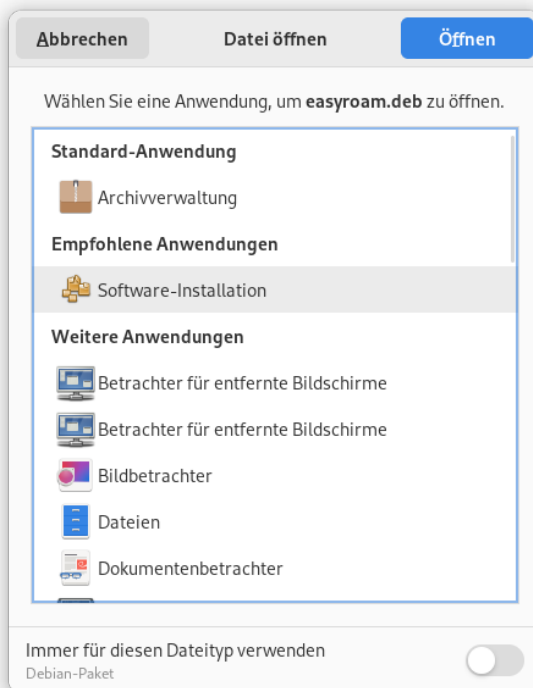 Abbrechen
Datei öffnen
Öffnen
Wählen Sie eine Anwendung, um easyroam.deb zu öffnen.
Standard-Anwendung
Archivverwaltung
Empfohlene Anwendungen
Software-Installation
Weitere Anwendungen
Betrachter für entfernte Bildschirme
Betrachter für entfernte Bildschirme
Bildbetrachter
Dateien
Dokumentenbetrachter
Immer für diesen Dateityp verwenden
Debian-Paket